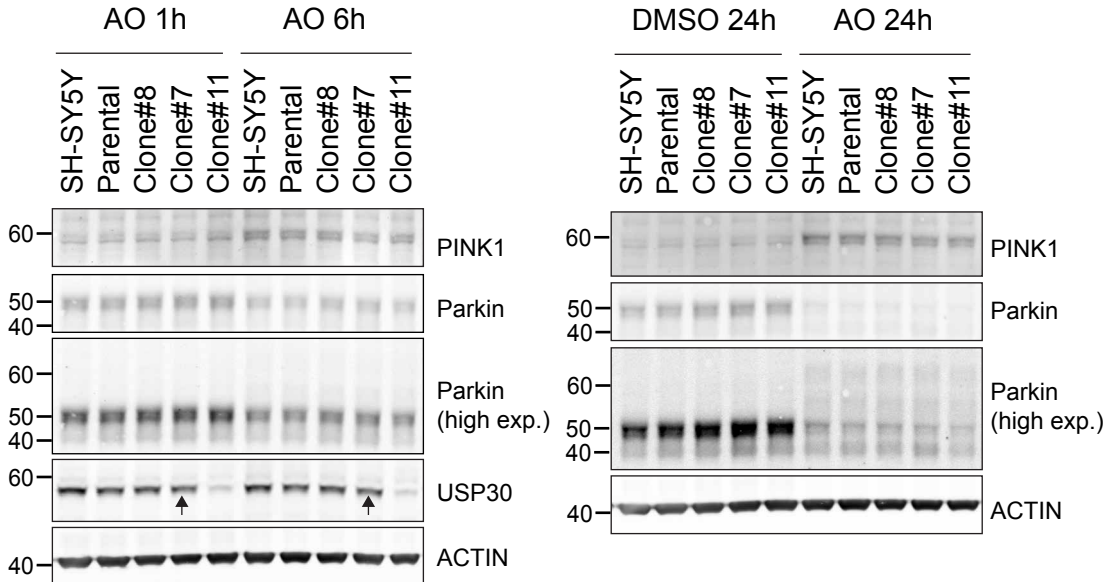 AO 1h
AO 6h
SH-SY5Y
Parental
Clone#8
Clone#7
Clone#11
SH-SY5Y
Parental
Clone#8
Clone#7
Clone#11
60
PINK1
50
40
Parkin
60
50
40
Parkin
(high exp.)
60
USP30
40
ACTIN
DMSO 24h
AO 24h
SH-SY5Y
Parental
Clone#8
Clone#7
Clone#11
SH-SY5Y
Parental
Clone#8
Clone#7
Clone#11
60
PINK1
50
40
Parkin
60
50
40
Parkin
(high exp.)
40
ACTIN